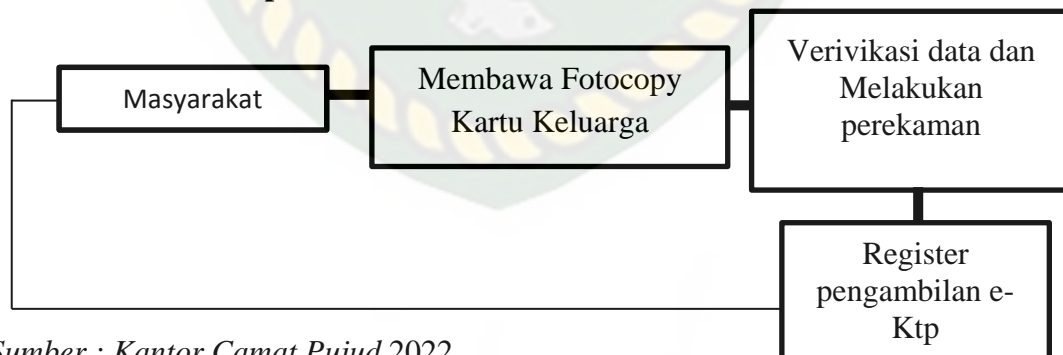 Masyarakat
Membawa Fotocopy
Kartu Keluarga
Verivikasi data dan
Melakukan
perekaman
Register
pengambilan e-
Ktp
Sumber : Kantor Camat Pujud 2022